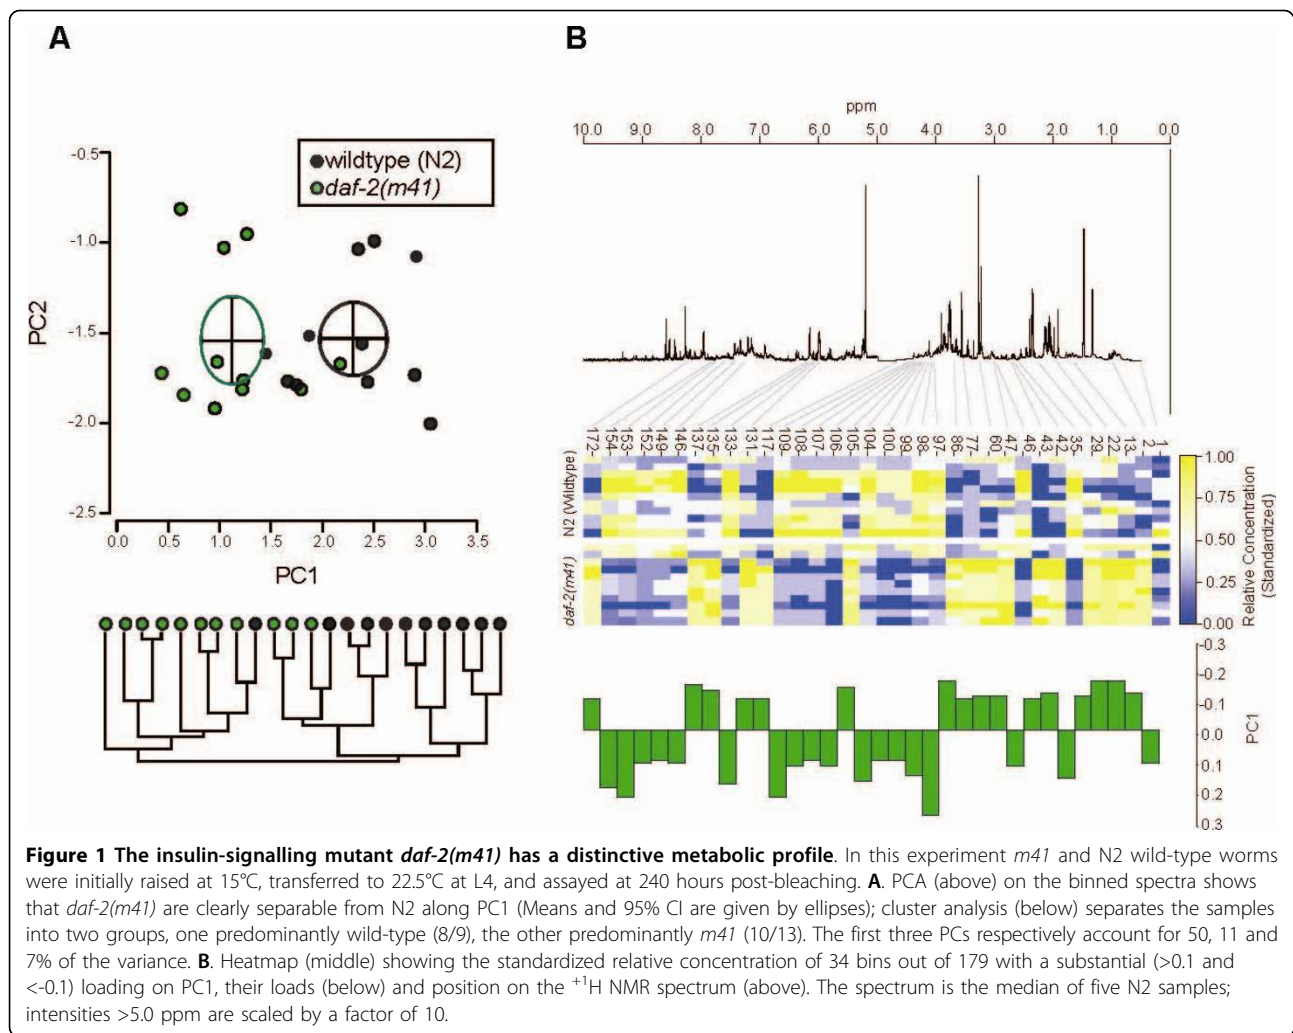 A
B
ppm
10.0 9.0 8.0 7.0 6.0 5.0 4.0 3.0 2.0 1.0 0.0
wildtype (N2)
daf-2(m41)
-0.5
-1.0
-1.5
-2.0
-2.5
PC2
0.0 0.5 1.0 1.5 2.0 2.5 3.0 3.5
PC1
172 154 153 152 149 146 137 135 133 131 117 109 108 107 106 105 104 100 99 98 97 86 77 60 47 46 43 42 35 29 22 13 2 1
N2 (Wildtype)
daf-2(m41)
1.00
0.75
0.50
0.25
0.00
Relative Concentration
(Standardized)
-0.3
-0.2
-0.1
0.0
0.1
0.2
0.3
PC1
Figure 1 The insulin-signalling mutant daf-2(m41) has a distinctive metabolic profile. In this experiment m41 and N2 wild-type worms
were initially raised at 15°C, transferred to 22.5°C at L4, and assayed at 240 hours post-bleaching. A. PCA (above) on the binned spectra shows
that daf-2(m41) are clearly separable from N2 along PC1 (Means and 95% CI are given by ellipses); cluster analysis (below) separates the samples
into two groups, one predominantly wild-type (8/9), the other predominantly m41 (10/13). The first three PCs respectively account for 50, 11 and
7% of the variance. B. Heatmap (middle) showing the standardized relative concentration of 34 bins out of 179 with a substantial (>0.1 and
<-0.1) loading on PC1, their loads (below) and position on the +1H NMR spectrum (above). The spectrum is the median of five N2 samples;
intensities >5.0 ppm are scaled by a factor of 10.